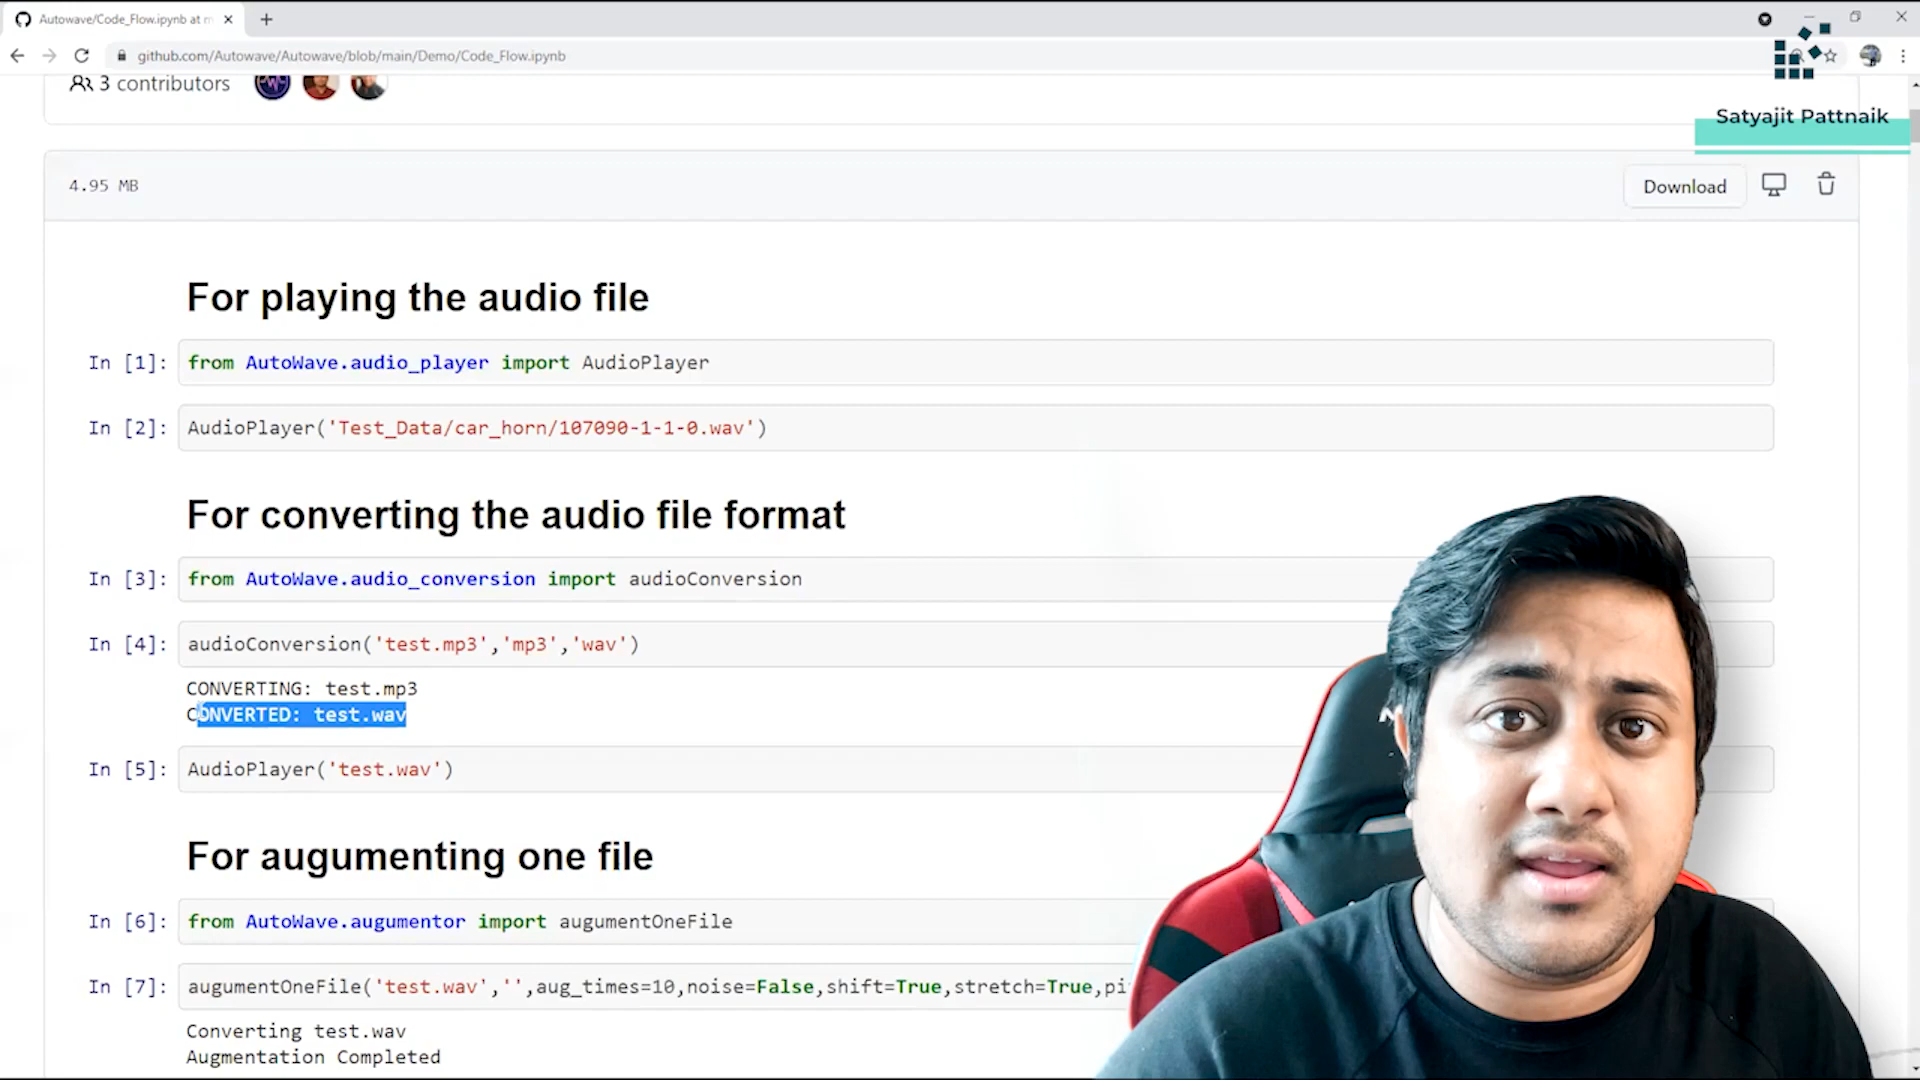 Autowave/Code_Flow.ipynb at m
github.com/Autowave/Autowave/blob/main/Demo/Code_Flow.ipynb
3 contributors
Satyajit Pattnaik
4.95 MB
Download
For playing the audio file
In [1]: from AutoWave.audio_player import AudioPlayer
In [2]: AudioPlayer('Test_Data/car_horn/107090-1-1-0.wav')
For converting the audio file format
In [3]: from AutoWave.audio_conversion import audioConversion
In [4]: audioConversion('test.mp3','mp3','wav')
CONVERTING: test.mp3
CONVERTED: test.wav
In [5]: AudioPlayer('test.wav')
For augumenting one file
In [6]: from AutoWave.augumentor import augumentOneFile
In [7]: augumentOneFile('test.wav','',aug_times=10,noise=False,shift=True,stretch=True,pi
Converting test.wav
Augmentation Completed